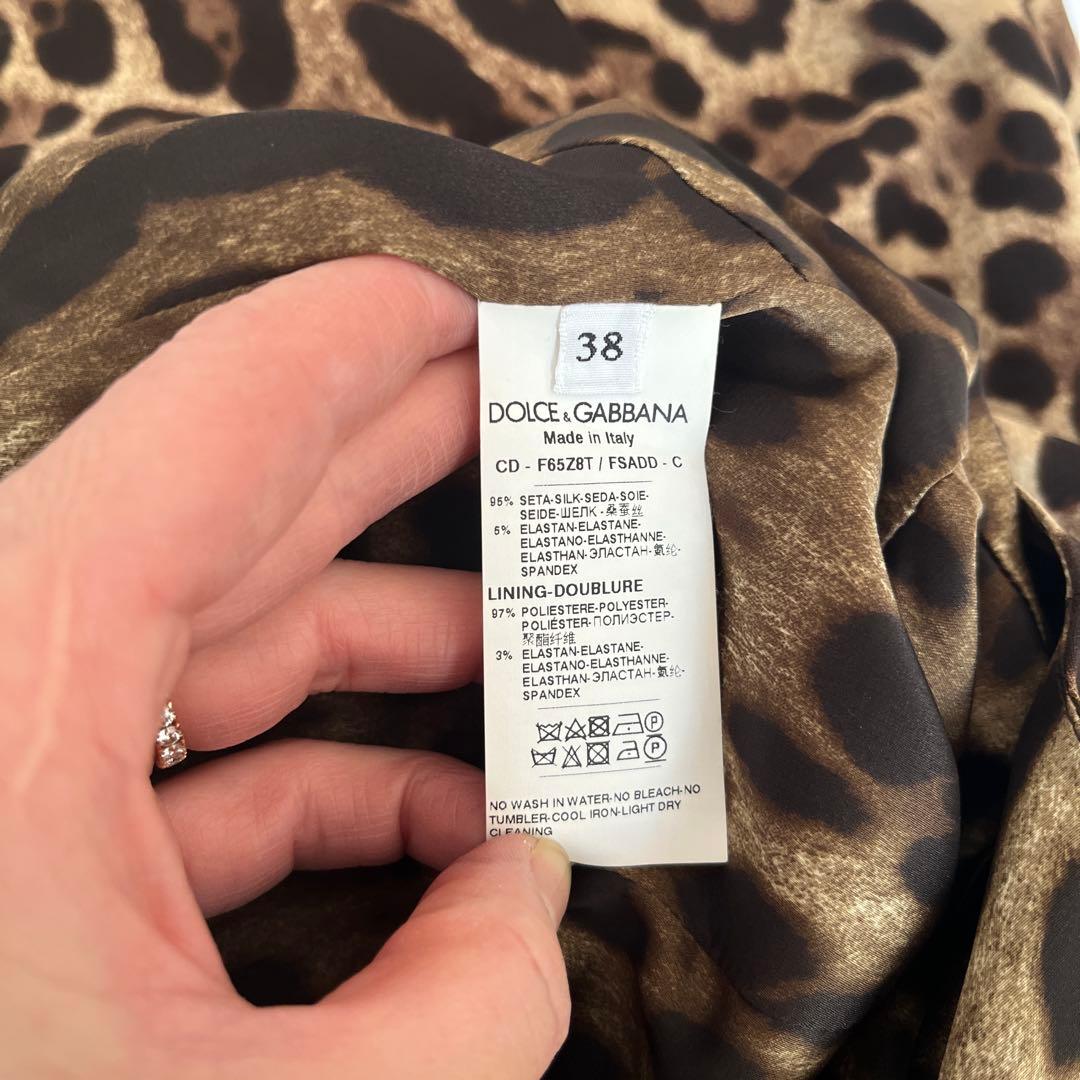 38
DOLCE & GABBANA
Made in Italy
CD - F65Z8T / FSADD - C
95% SETA-SILK-SEDA-SOIE-
SEIDE-ШЕЛК-桑蚕丝
5% ELASTAN-ELASTANE-
ELASTANO-ELASTHANNE-
ELASTHAN-ЭЛАСТАН-氨纶-
SPANDEX
LINING-DOUBLURE
97% POLIESTERE-POLYESTER-
POLIÉSTER-ПОЛИЭСТЕР-
聚酯纤维
3% ELASTAN-ELASTANE-
ELASTANO-ELASTHANNE-
ELASTHAN-ЭЛАСТАН-氨纶-
SPANDEX
P
P
NO WASH IN WATER-NO BLEACH-NO
TUMBLER-COOL IRON-LIGHT DRY
CLEANING